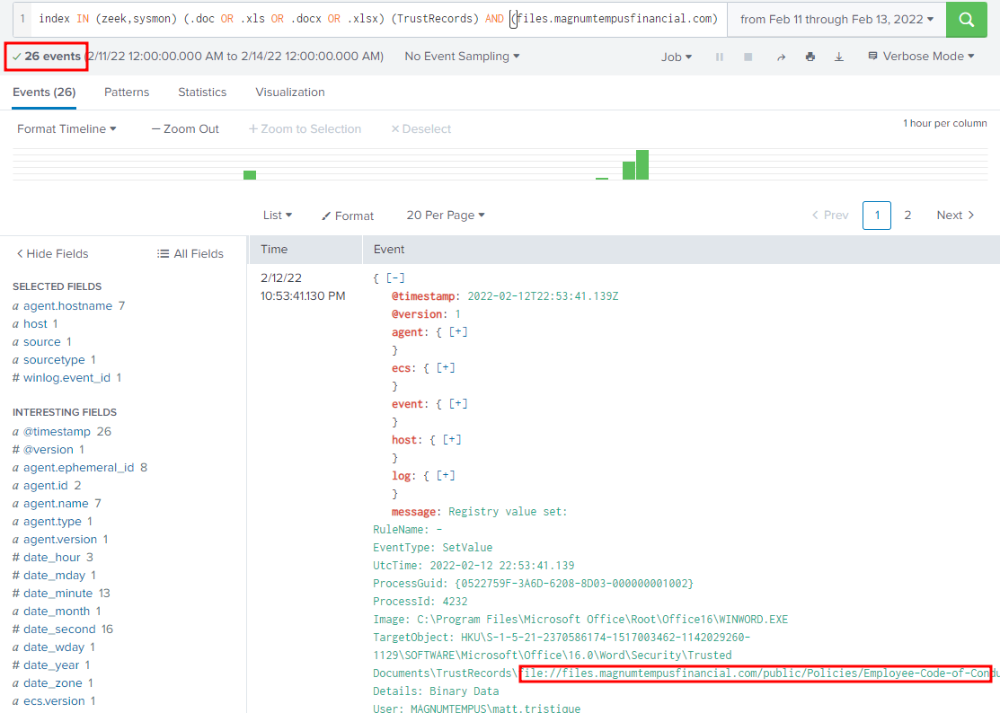 1 index IN (zeek,sysmon) (.doc OR .xls OR .docx OR .xlsx) (TrustRecords) AND (files.magnumtempusfinancial.com) from Feb 11 through Feb 13, 2022
✓ 26 events (2/11/22 12:00:00.000 AM to 2/14/22 12:00:00.000 AM) No Event Sampling Job Verbose Mode
Events (26) Patterns Statistics Visualization
Format Timeline — Zoom Out + Zoom to Selection × Deselect 1 hour per column
List Format 20 Per Page < Prev 1 2 Next >
< Hide Fields All Fields
SELECTED FIELDS
a agent.hostname 7
a host 1
a source 1
a sourcetype 1
# winlog.event_id 1
INTERESTING FIELDS
a @timestamp 26
# @version 1
a agent.ephemeral_id 8
a agent.id 2
a agent.name 7
a agent.type 1
a agent.version 1
# date_hour 3
# date_mday 1
# date_minute 13
a date_month 1
# date_second 16
a date_wday 1
# date_year 1
a date_zone 1
a ecs.version 1
Time Event
2/12/22
10:53:41.130 PM
{ [-]
@timestamp: 2022-02-12T22:53:41.139Z
@version: 1
agent: { [+]
}
ecs: { [+]
}
event: { [+]
}
host: { [+]
}
log: { [+]
}
message: Registry value set:
RuleName: -
EventType: SetValue
UtcTime: 2022-02-12 22:53:41.139
ProcessGuid: {0522759F-3A6D-6208-8D03-000000001002}
ProcessId: 4232
Image: C:\Program Files\Microsoft Office\Root\Office16\WINWORD.EXE
TargetObject: HKU\S-1-5-21-2370586174-1517003462-1142029260-
1129\SOFTWARE\Microsoft\Office\16.0\Word\Security\Trusted
Documents\TrustRecords\file://files.magnumtempusfinancial.com/public/Policies/Employee-Code-of-Condu
Details: Binary Data
User: MAGNUMTEMPUS\matt.tristique